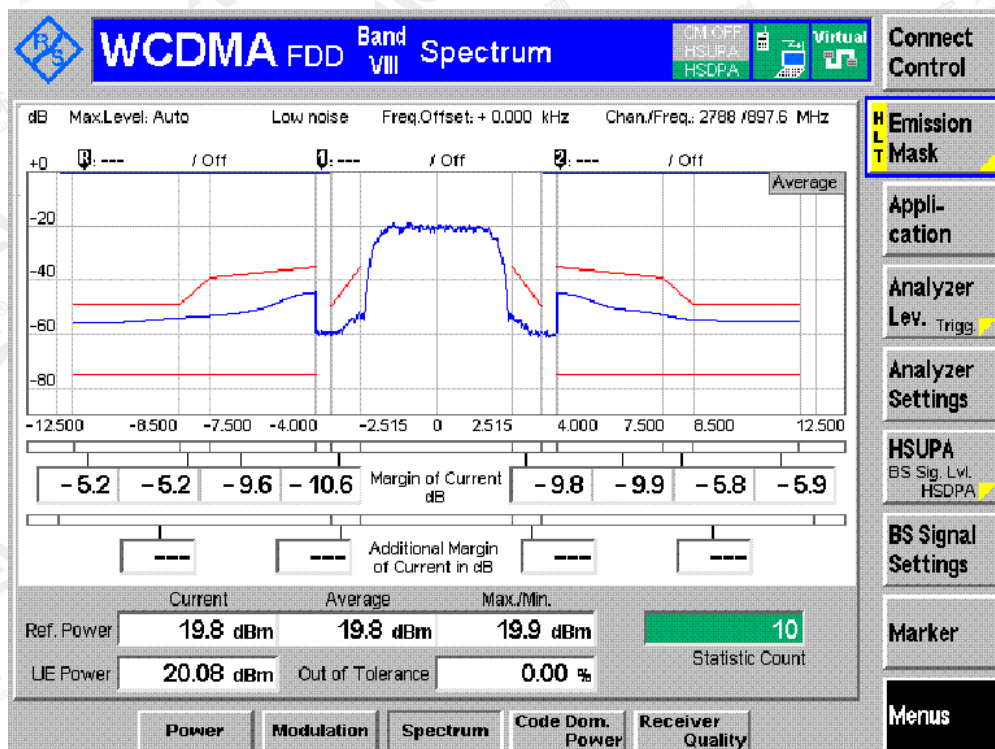 R/S
WCDMA FDD Band VIII Spectrum
CM OFF
HSUPA
HSDPA
Virtual
Connect Control
dB Max.Level: Auto Low noise Freq.Offset: + 0.000 kHz Chan./Freq.: 2788 /897.6 MHz
HLT Emission Mask
+0 R: --- / Off 1: --- / Off 2: --- / Off
Average
-20
-40
-60
-80
-12.500 -8.500 -7.500 -4.000 -2.515 0 2.515 4.000 7.500 8.500 12.500
Appli-
cation
Analyzer
Lev. Trigg.
Analyzer
Settings
- 5.2 - 5.2 - 9.6 - 10.6 Margin of Current dB - 9.8 - 9.9 - 5.8 - 5.9
HSUPA
BS Sig. Lvl.
HSDPA
--- --- Additional Margin of Current in dB --- ---
BS Signal
Settings
Current Average Max./Min.
Ref. Power 19.8 dBm 19.8 dBm 19.9 dBm 10
Statistic Count
UE Power 20.08 dBm Out of Tolerance 0.00 %
Marker
Power Modulation Spectrum Code Dom. Power Receiver Quality
Menus